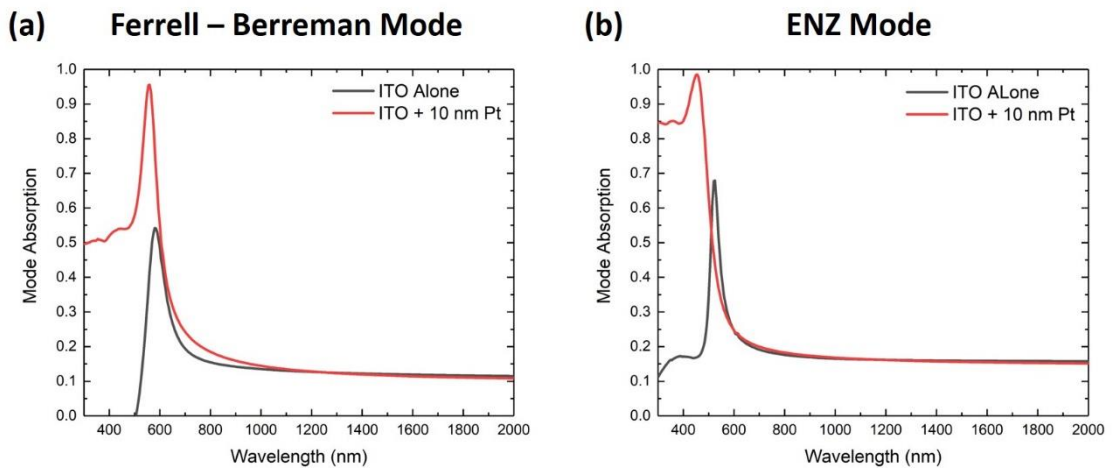 (a) Ferrell – Berreman Mode
1.0
0.9
0.8
0.7
0.6
0.5
0.4
0.3
0.2
0.1
0.0
Mode Absorption
ITO Alone
ITO + 10 nm Pt
400 600 800 1000 1200 1400 1600 1800 2000
Wavelength (nm)
(b) ENZ Mode
1.0
0.9
0.8
0.7
0.6
0.5
0.4
0.3
0.2
0.1
0.0
Mode Absorption
ITO ALone
ITO + 10 nm Pt
400 600 800 1000 1200 1400 1600 1800 2000
Wavelength (nm)